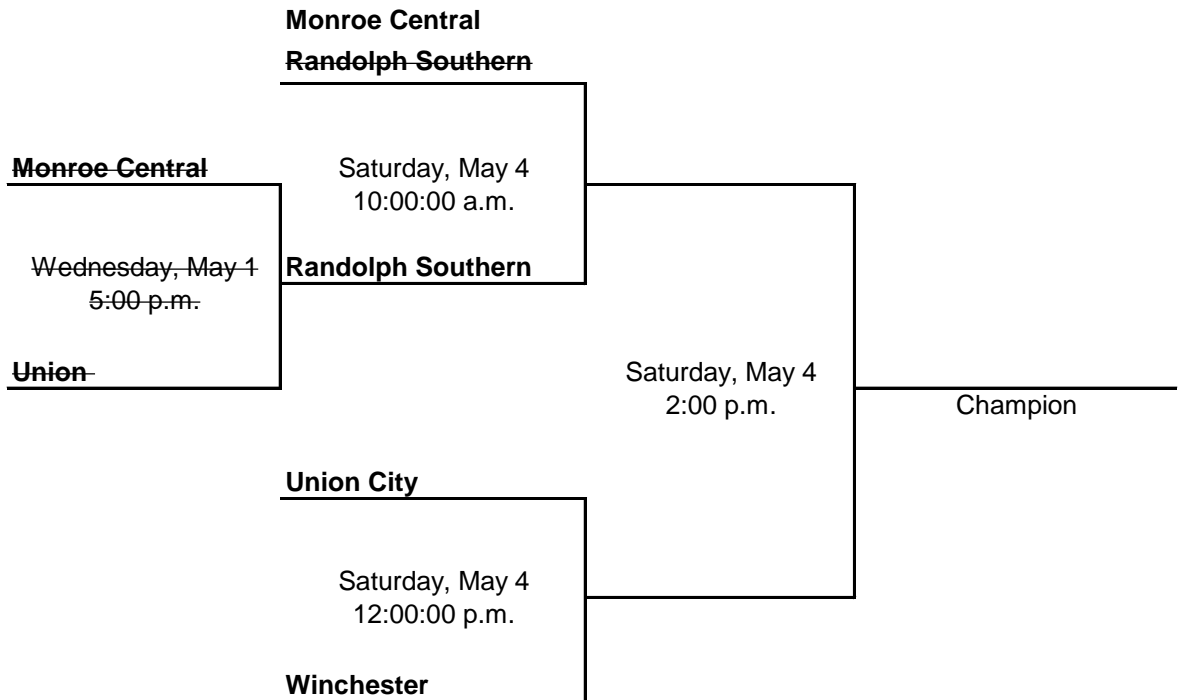 Monroe Central
Randolph Southern
Monroe Central
Saturday, May 4
10:00:00 a.m.
Wednesday, May 1
5:00 p.m.
Randolph Southern
Union
Saturday, May 4
2:00 p.m.
Champion
Union City
Saturday, May 4
12:00:00 p.m.
Winchester